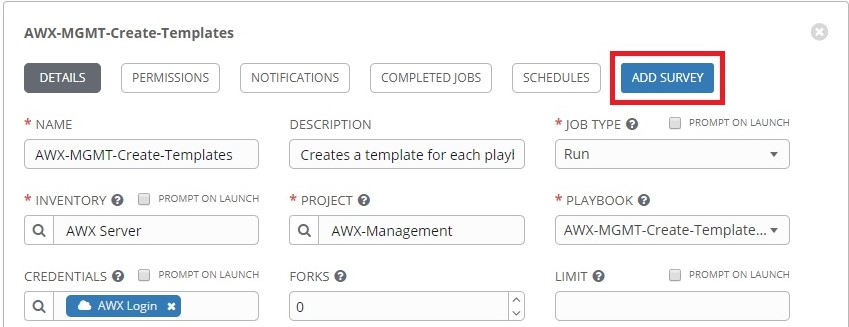 AWX-MGMT-Create-Templates
DETAILS PERMISSIONS NOTIFICATIONS COMPLETED JOBS SCHEDULES ADD SURVEY
* NAME DESCRIPTION * JOB TYPE ? PROMPT ON LAUNCH
AWX-MGMT-Create-Templates Creates a template for each playb Run
* INVENTORY ? PROMPT ON LAUNCH * PROJECT ? * PLAYBOOK ?
AWX Server AWX-Management AWX-MGMT-Create-Template...
CREDENTIALS ? PROMPT ON LAUNCH FORKS ? LIMIT ? PROMPT ON LAUNCH
AWX Login 0